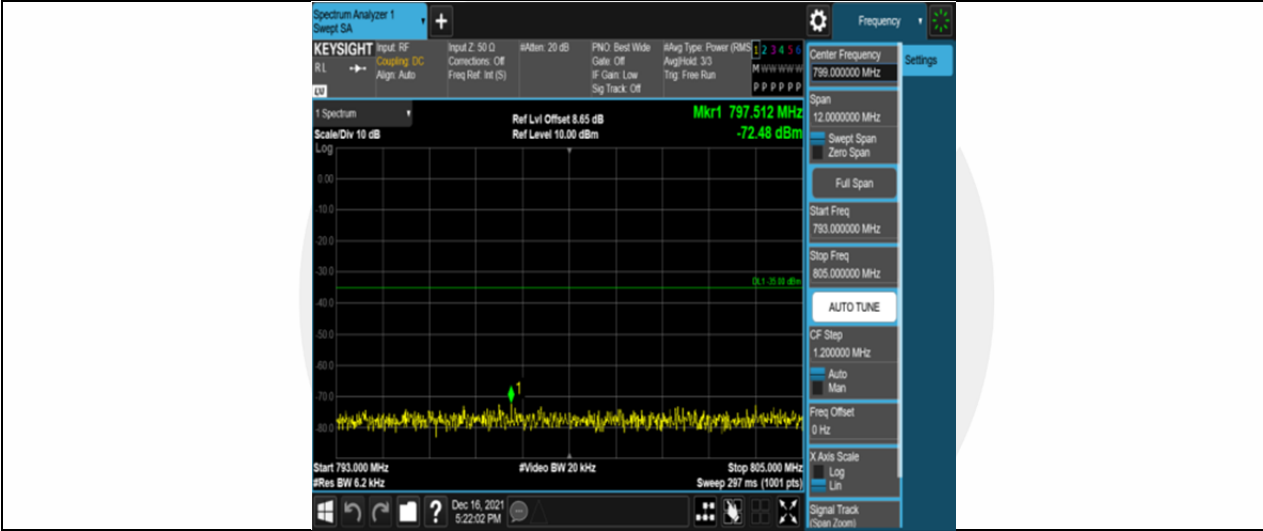 Spectrum Analyzer 1
Swept SA
+
Frequency
KEYSIGHT
Input: RF
Coupling: DC
Align: Auto
RL
LV
Input Z: 50 Ω
Corrections: Off
Freq Ref: Int (S)
#Atten: 20 dB
PNO: Best Wide
Gate: Off
IF Gain: Low
Sig Track: Off
#Avg Type: Power (RMS
Avg|Hold: 3/3
Trig: Free Run
1 2 3 4 5 6
M W W W W W
P P P P P P
1 Spectrum
Scale/Div 10 dB
Log
Ref Lvl Offset 8.65 dB
Ref Level 10.00 dBm
Mkr1 797.512 MHz
-72.48 dBm
0.00
-10.0
-20.0
-30.0
DL1 -35.00 dBm
-40.0
-50.0
-60.0
1
-70.0
-80.0
Start 793.000 MHz
#Res BW 6.2 kHz
#Video BW 20 kHz
Stop 805.000 MHz
Sweep 297 ms (1001 pts)
?
Dec 16, 2021
5:22:02 PM
Center Frequency
799.000000 MHz
Settings
Span
12.0000000 MHz
Swept Span
Zero Span
Full Span
Start Freq
793.000000 MHz
Stop Freq
805.000000 MHz
AUTO TUNE
CF Step
1.200000 MHz
Auto
Man
Freq Offset
0 Hz
X Axis Scale
Log
Lin
Signal Track
(Span Zoom)